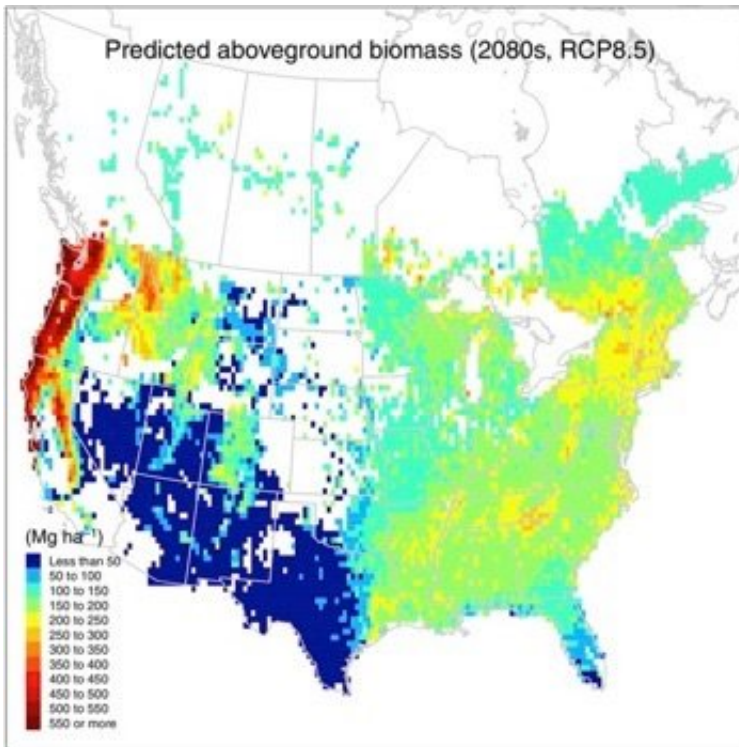 Predicted aboveground biomass (2080s, RCP8.5)
(Mg ha⁻¹)
Less than 50
50 to 100
100 to 150
150 to 200
200 to 250
250 to 300
300 to 350
350 to 400
400 to 450
450 to 500
500 to 550
550 or more